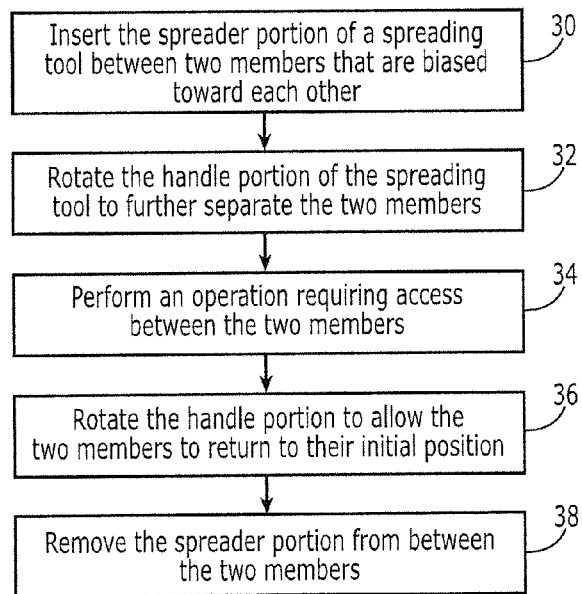 Insert the spreader portion of a spreading
tool between two members that are biased
toward each other
30
Rotate the handle portion of the spreading
tool to further separate the two members
32
Perform an operation requiring access
between the two members
34
Rotate the handle portion to allow the
two members to return to their initial position
36
Remove the spreader portion from between
the two members
38